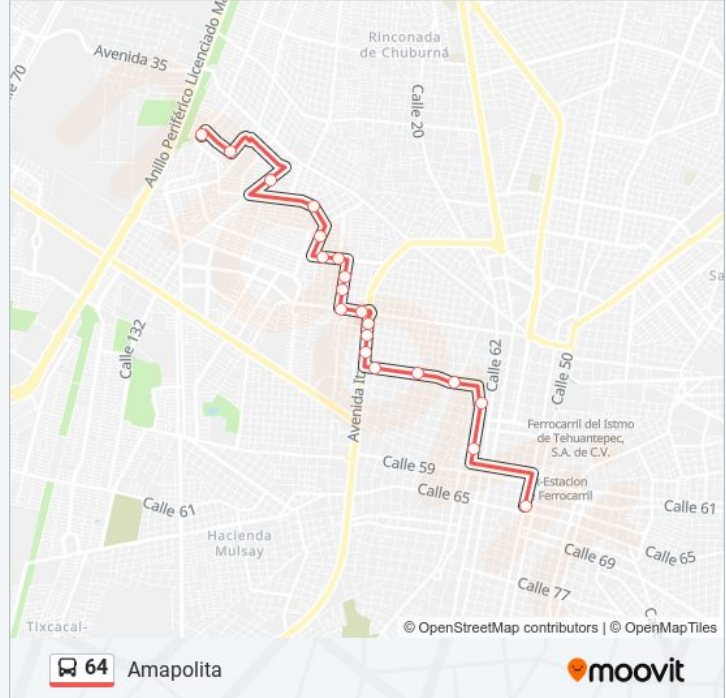 Rinconada
de Chuburná
Avenida 35
70
Calle 20
Anillo Periférico Licenciado
Sa
Calle 132
Calle 62
Calle 50
Avenida It
Ferrocarril del Istmo
de Tehuantepec,
S.A. de C.V.
Calle 59
-Estacion
Ferrocarril
Calle 65
Calle 61
Calle 61
Hacienda
Mulsay
Calle 69
Calle 65
Calle 77
Tixcacal-
© OpenStreetMap contributors | © OpenMapTiles
64 Amapolita
moovit